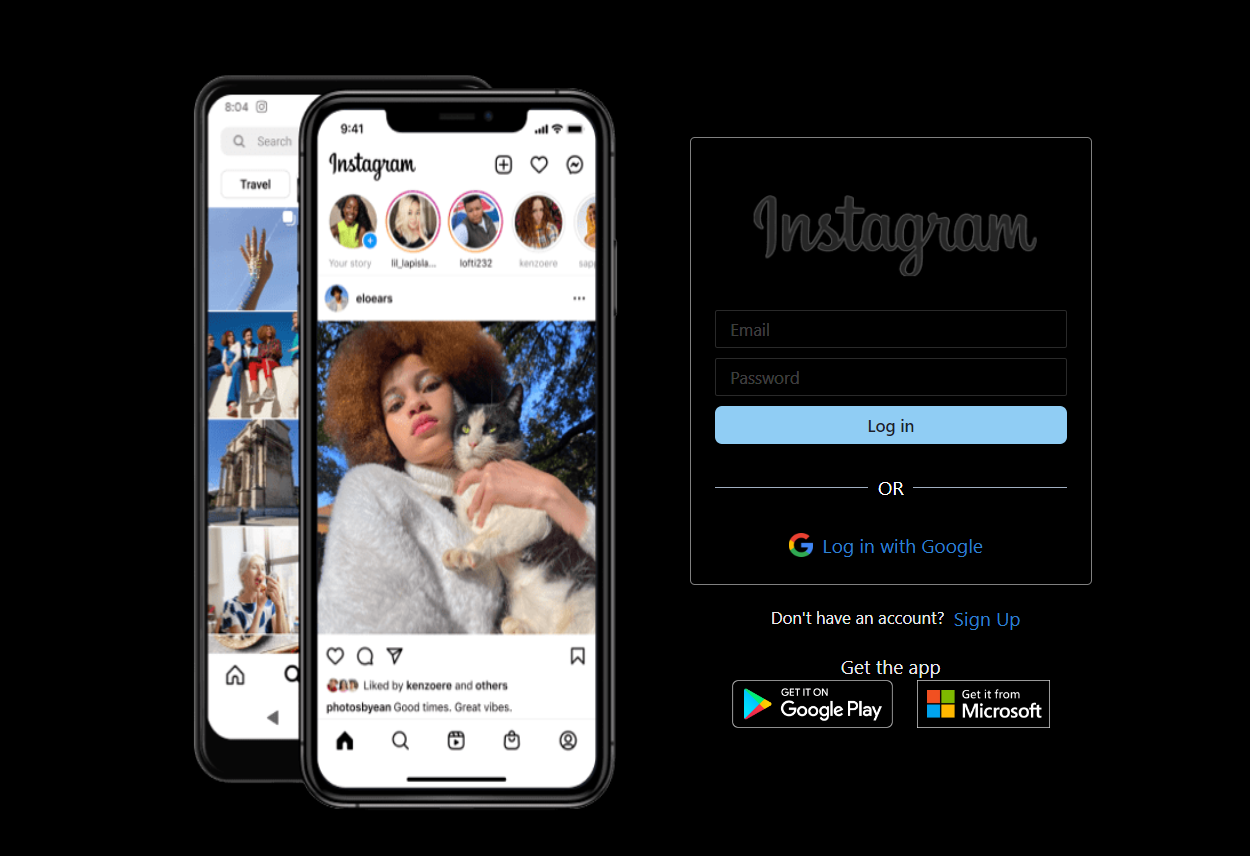 8:04
Search
Travel
9:41
Instagram
Your story
lil_lapisla...
lofti232
kenzoere
sap
eloears
Liked by kenzoere and others
photosbyean Good times. Great vibes.
Instagram
Email
Password
Log in
OR
Log in with Google
Don't have an account? Sign Up
Get the app
GET IT ON
Google Play
Get it from
Microsoft